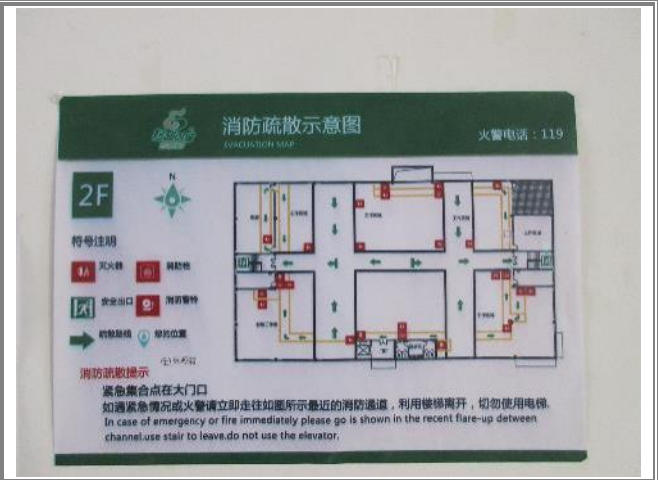 消防疏散示意图
EVACUATION MAP
火警电话：119
2F
N
符号注明
灭火器
消防栓
安全出口
消防警铃
疏散路线
您的位置
消防疏散提示
紧急集合点在大门口
如遇紧急情况或火警请立即走往如图所示最近的消防通道，利用楼梯离开，切勿使用电梯.
In case of emergency or fire immediately please go is shown in the recent flare-up detween
channel.use stair to leave.do not use the elevator.